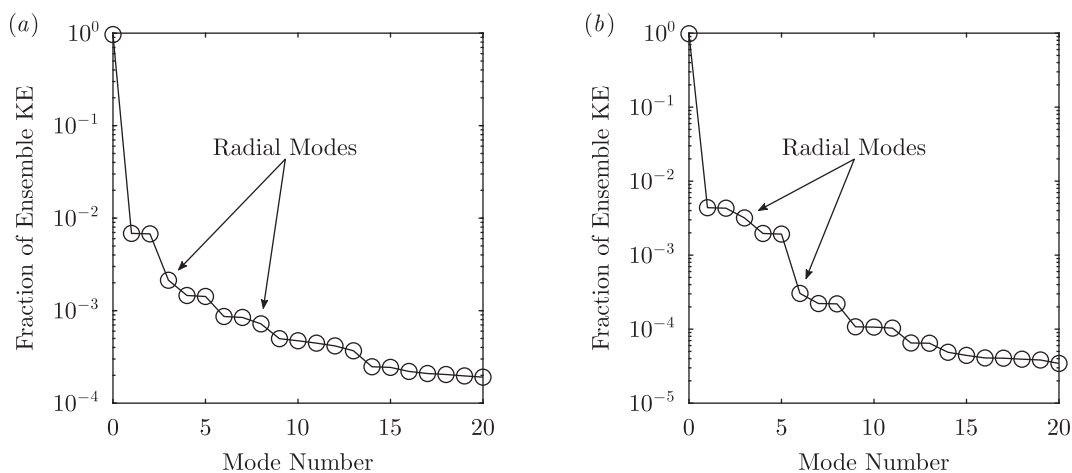 (a)
10^0
10^{-1}
10^{-2}
10^{-3}
10^{-4}
Fraction of Ensemble KE
Radial Modes
0 5 10 15 20
Mode Number
(b)
10^0
10^{-1}
10^{-2}
10^{-3}
10^{-4}
10^{-5}
Fraction of Ensemble KE
Radial Modes
0 5 10 15 20
Mode Number